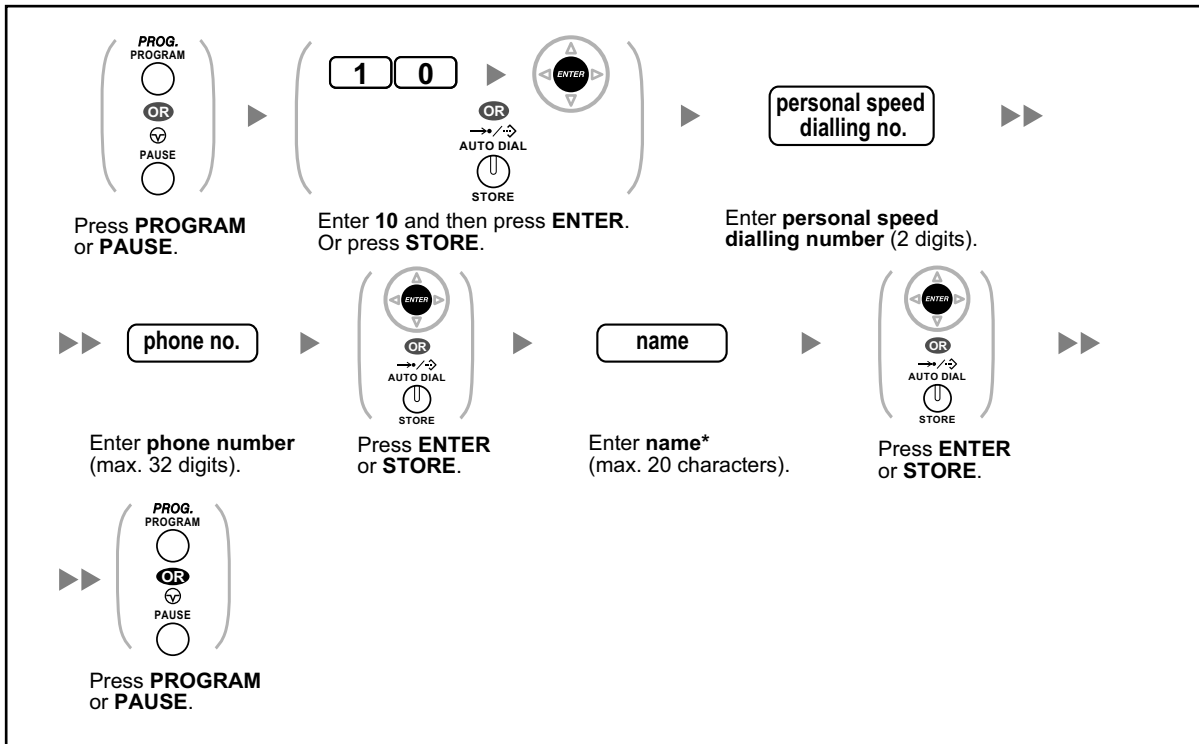 PROG.
PROGRAM
OR
PAUSE
Press PROGRAM
or PAUSE.
1 0
ENTER
OR
AUTO DIAL
STORE
Enter 10 and then press ENTER.
Or press STORE.
personal speed
dialling no.
Enter personal speed
dialling number (2 digits).
phone no.
Enter phone number
(max. 32 digits).
ENTER
OR
AUTO DIAL
STORE
Press ENTER
or STORE.
name
Enter name*
(max. 20 characters).
ENTER
OR
AUTO DIAL
STORE
Press ENTER
or STORE.
PROG.
PROGRAM
OR
PAUSE
Press PROGRAM
or PAUSE.